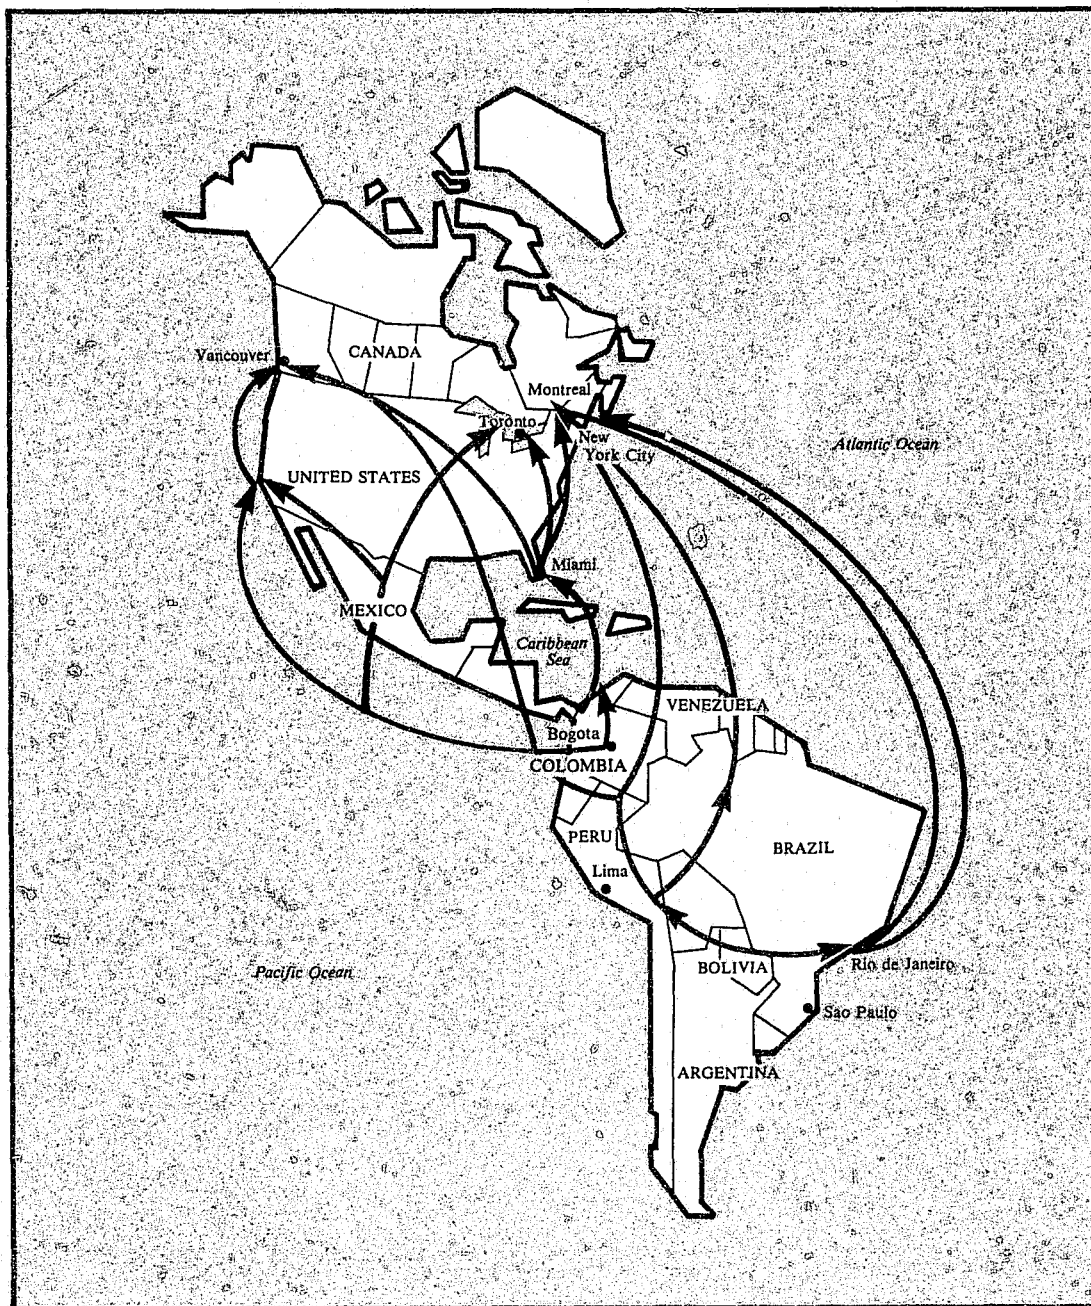 Vancouver
CANADA
Montreal
Toronto
New
York City
Atlantic Ocean
UNITED STATES
Miami
MEXICO
Caribbean
Sea
VENEZUELA
Bogota
COLOMBIA
PERU
BRAZIL
Lima
Pacific Ocean
BOLIVIA
Rio de Janeiro
Sao Paulo
ARGENTINA